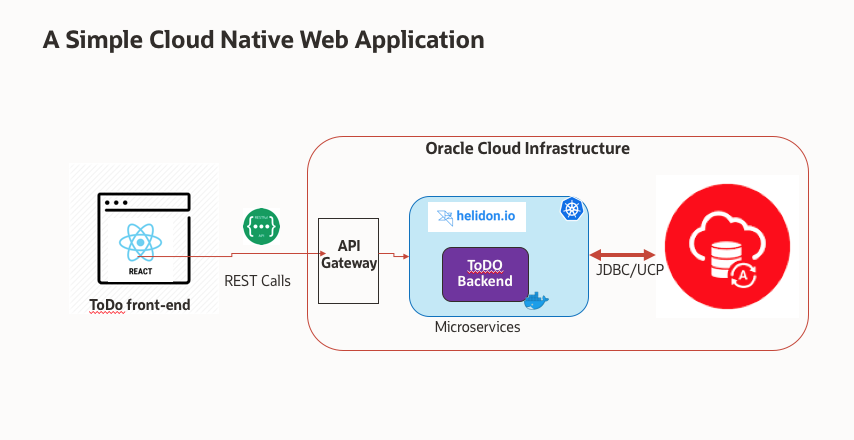 A Simple Cloud Native Web Application
Oracle Cloud Infrastructure
helidon.io
REACT
ToDo front-end
REST Calls
API
Gateway
ToDO
Backend
Microservices
JDBC/UCP
A